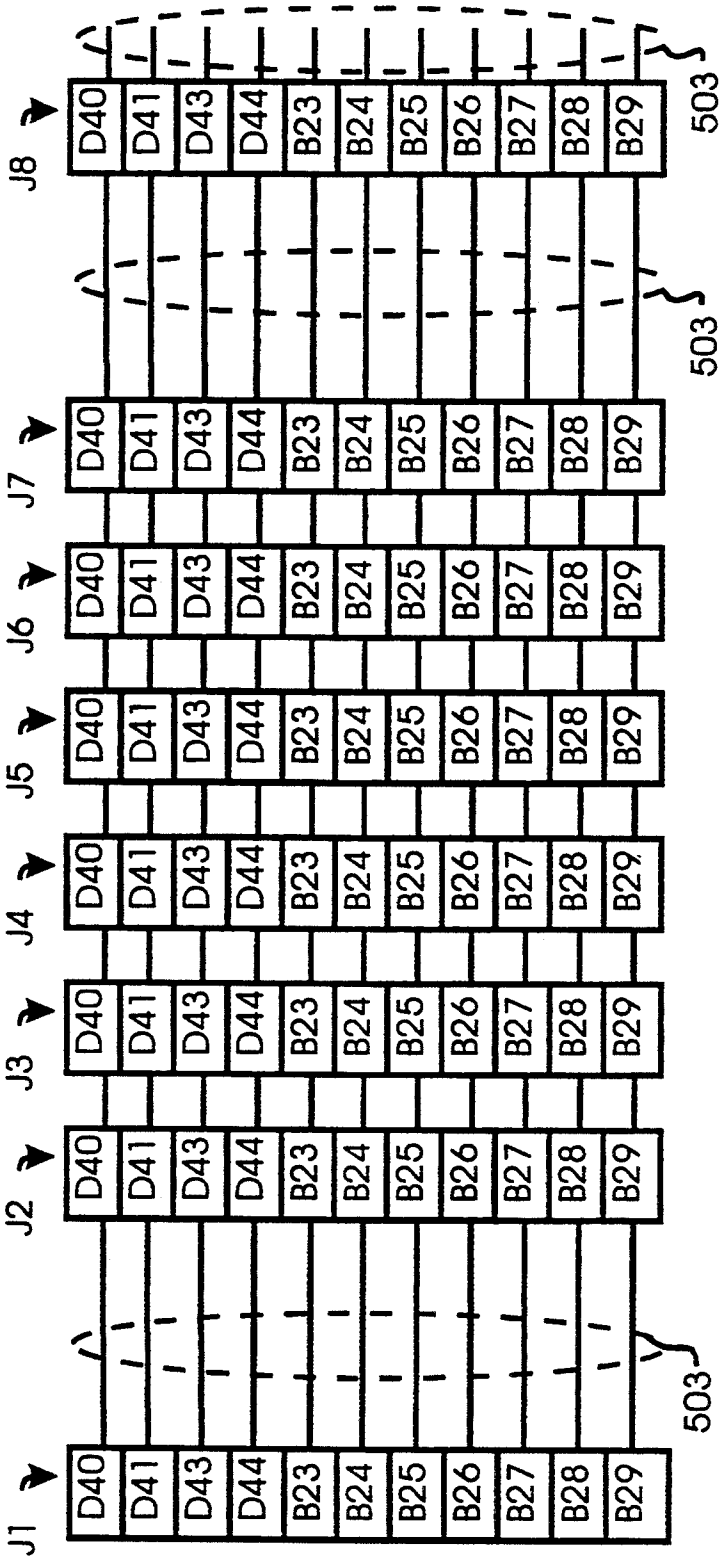 J1 J2 J3 J4 J5 J6 J7 J8
D40 D40 D40 D40 D40 D40 D40 D40
D41 D41 D41 D41 D41 D41 D41 D41
D43 D43 D43 D43 D43 D43 D43 D43
D44 D44 D44 D44 D44 D44 D44 D44
B23 B23 B23 B23 B23 B23 B23 B23
B24 B24 B24 B24 B24 B24 B24 B24
B25 B25 B25 B25 B25 B25 B25 B25
B26 B26 B26 B26 B26 B26 B26 B26
B27 B27 B27 B27 B27 B27 B27 B27
B28 B28 B28 B28 B28 B28 B28 B28
B29 B29 B29 B29 B29 B29 B29 B29
503 503 503